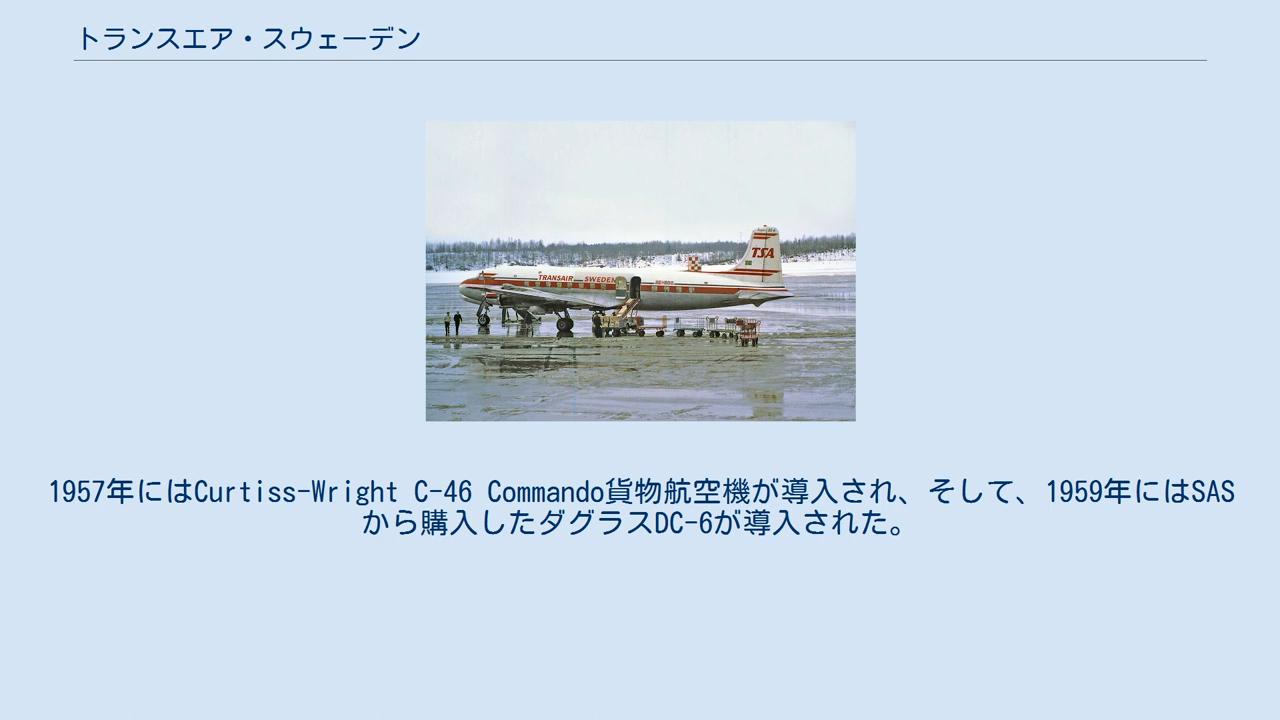 トランスエア・スウェーデン
TSA
TRANSAIR SWEDEN
1957年にはCurtiss-Wright C-46 Commando貨物航空機が導入され、そして、1959年にはSAS
から購入したダグラスDC-6が導入された。